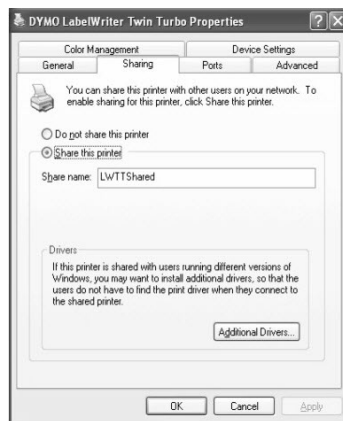 DYMO LabelWriter Twin Turbo Properties
Color Management Device Settings
General Sharing Ports Advanced
You can share this printer with other users on your network. To
enable sharing for this printer, click Share this printer.
Do not share this printer
Share this printer
Share name: LWTTShared
Drivers
If this printer is shared with users running different versions of
Windows, you may want to install additional drivers, so that the
users do not have to find the print driver when they connect to
the shared printer.
Additional Drivers...
OK Cancel Apply